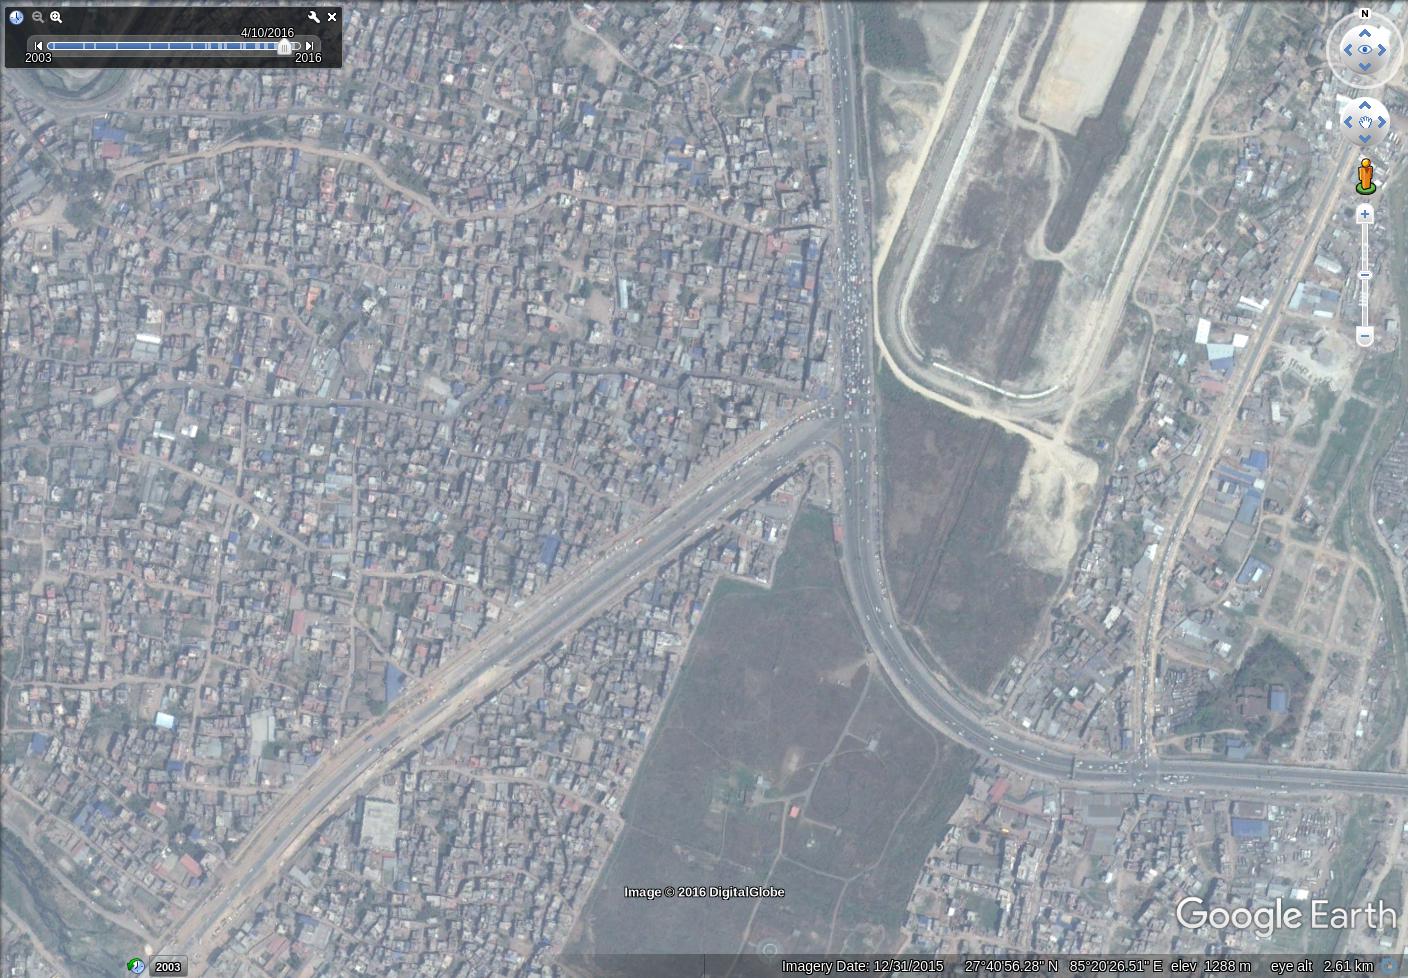 4/10/2016
2003
2016
N
Image © 2016 DigitalGlobe
Google Earth
2003
Imagery Date: 12/31/2015 27°40'56.28" N 85°20'26.51" E elev 1288 m eye alt 2.61 km